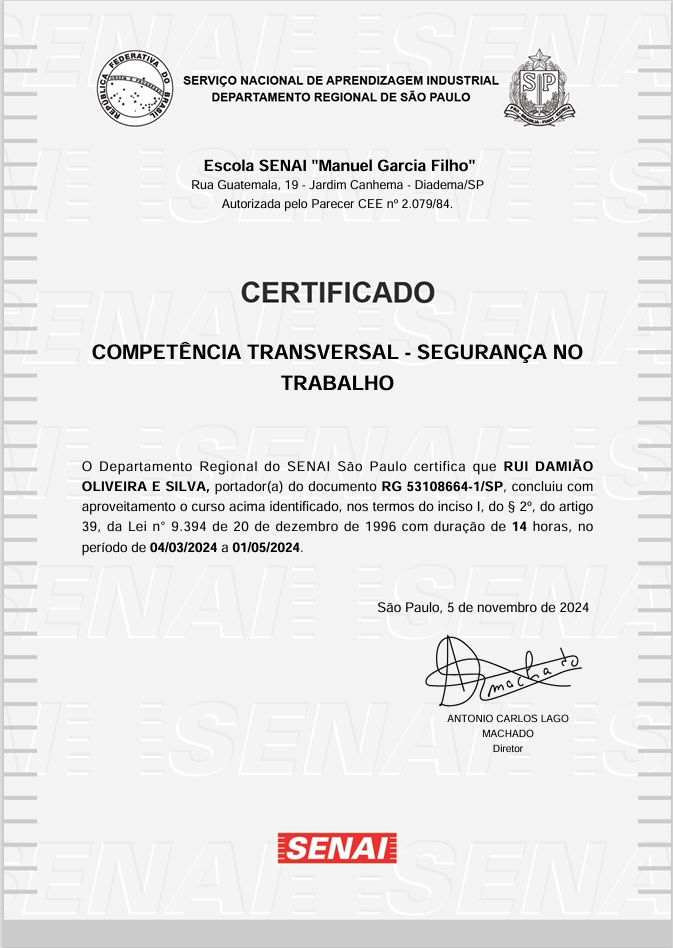 REPÚBLICA FEDERATIVA DO BRASIL
SERVIÇO NACIONAL DE APRENDIZAGEM INDUSTRIAL
DEPARTAMENTO REGIONAL DE SÃO PAULO
SP
Escola SENAI "Manuel Garcia Filho"
Rua Guatemala, 19 - Jardim Canhema - Diadema/SP
Autorizada pelo Parecer CEE nº 2.079/84.
CERTIFICADO
COMPETÊNCIA TRANSVERSAL - SEGURANÇA NO
TRABALHO
O Departamento Regional do SENAI São Paulo certifica que RUI DAMIÃO
OLIVEIRA E SILVA, portador(a) do documento RG 53108664-1/SP, concluiu com
aproveitamento o curso acima identificado, nos termos do inciso I, do § 2º, do artigo
39, da Lei n° 9.394 de 20 de dezembro de 1996 com duração de 14 horas, no
período de 04/03/2024 a 01/05/2024.
São Paulo, 5 de novembro de 2024
machado
ANTONIO CARLOS LAGO
MACHADO
Diretor
SENAI